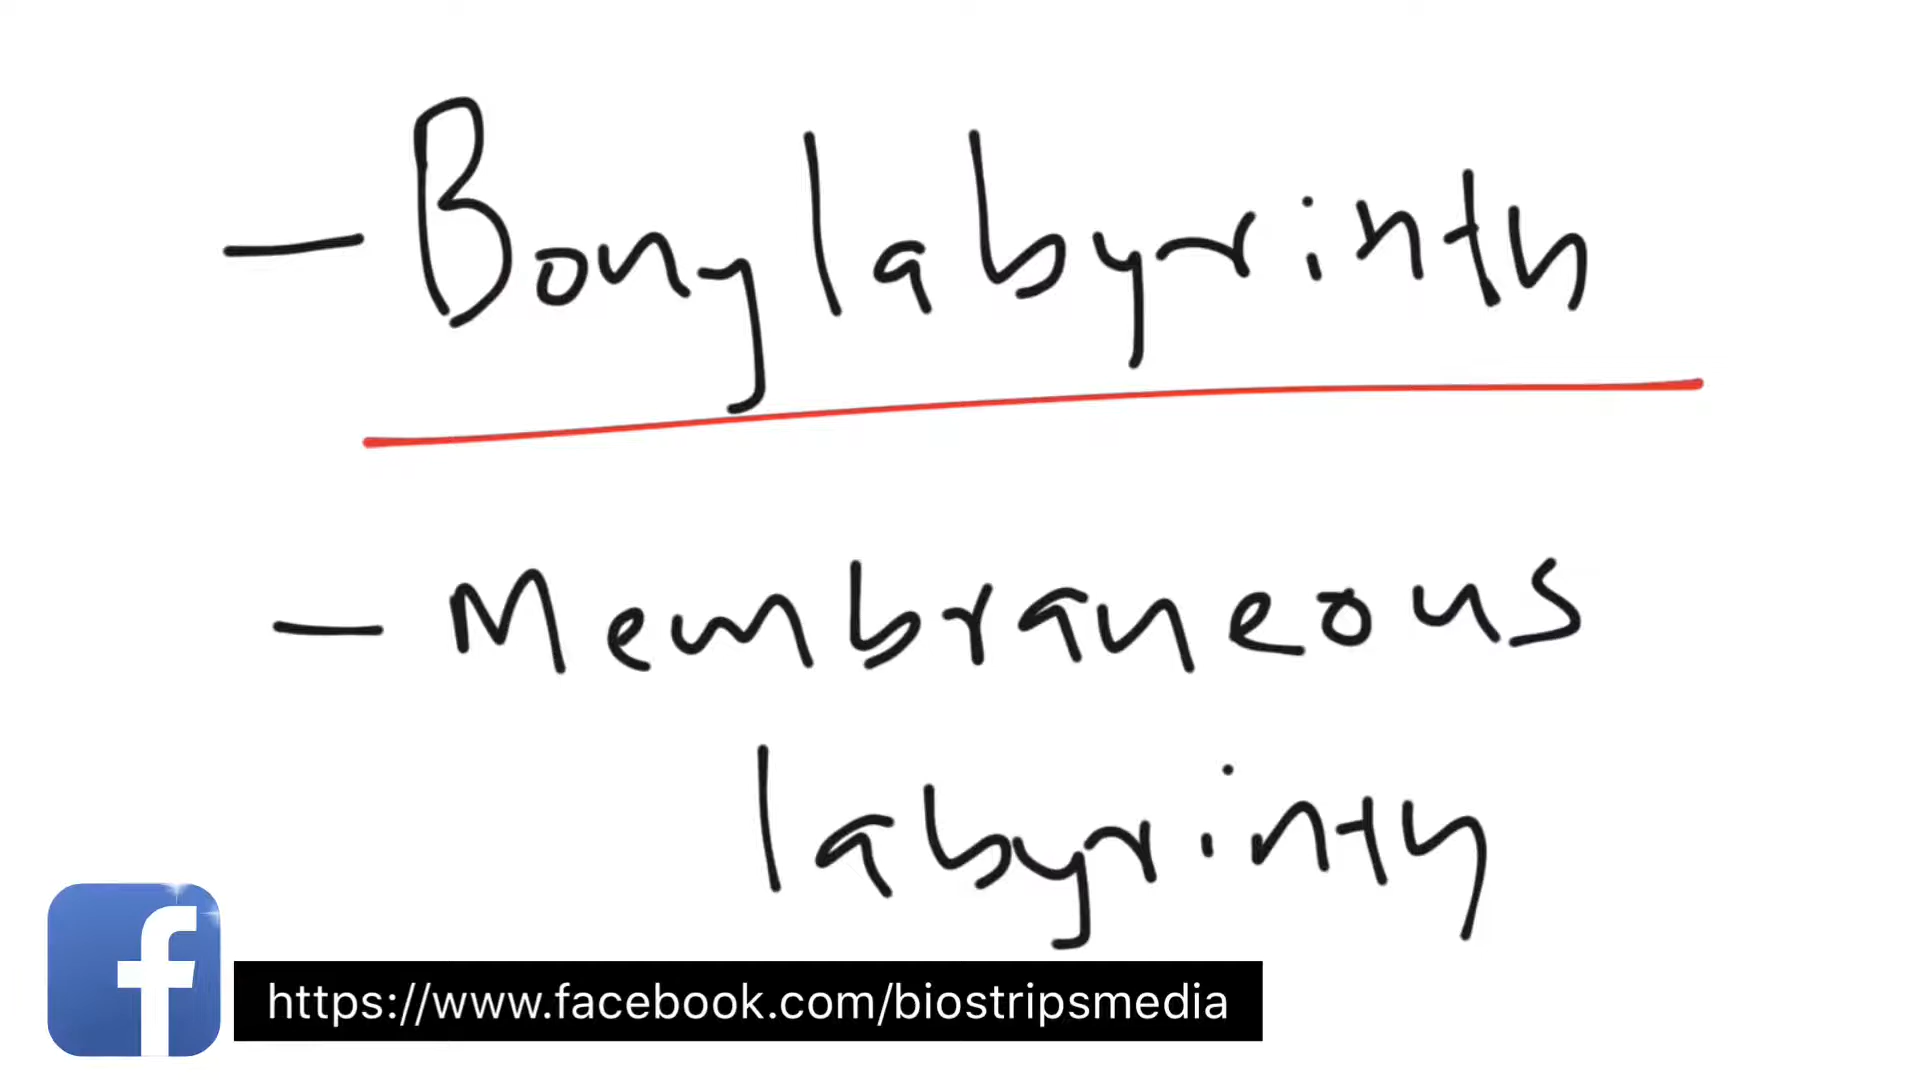 - Bony labyrinth
- Membraneous
labyrinth
f
https://www.facebook.com/biostripsmedia